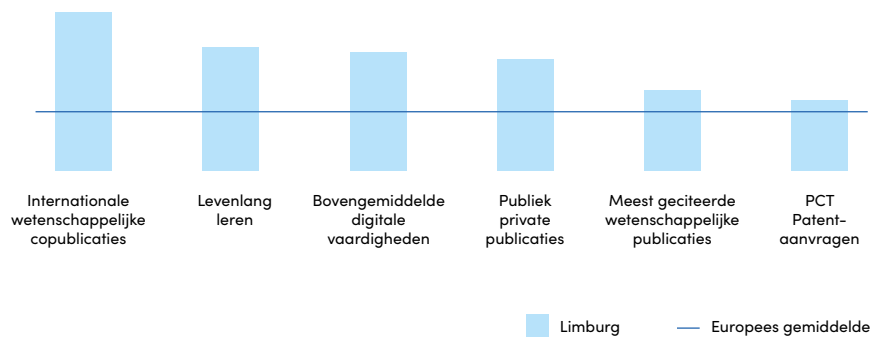 Internationale
wetenschappelijke
copublicaties
Levenlang
leren
Bovengemiddelde
digitale
vaardigheden
Publiek
private
publicaties
Meest geciteerde
wetenschappelijke
publicaties
PCT
Patent-
aanvragen
Limburg
Europees gemiddelde